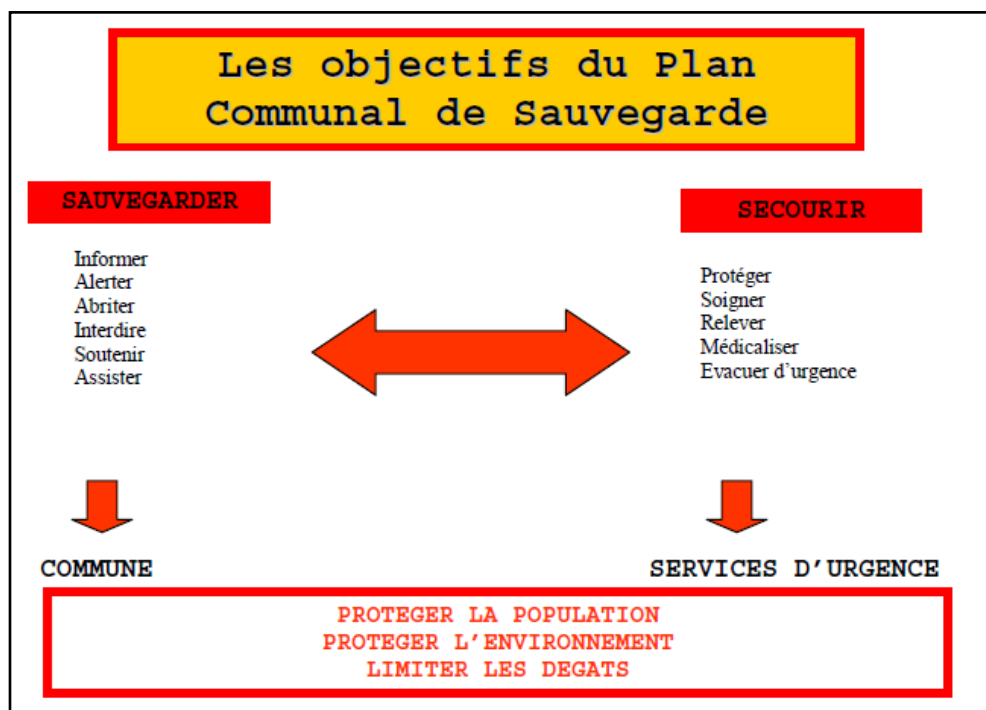 Les objectifs du Plan
Communal de Sauvegarde
SAUVEGARDER
Informer
Alerter
Abriter
Interdire
Soutenir
Assister
SECOURIR
Protéger
Soigner
Relever
Médicaliser
Evacuer d’urgence
COMMUNE
SERVICES D’URGENCE
PROTEGER LA POPULATION
PROTEGER L’ENVIRONNEMENT
LIMITER LES DEGATS